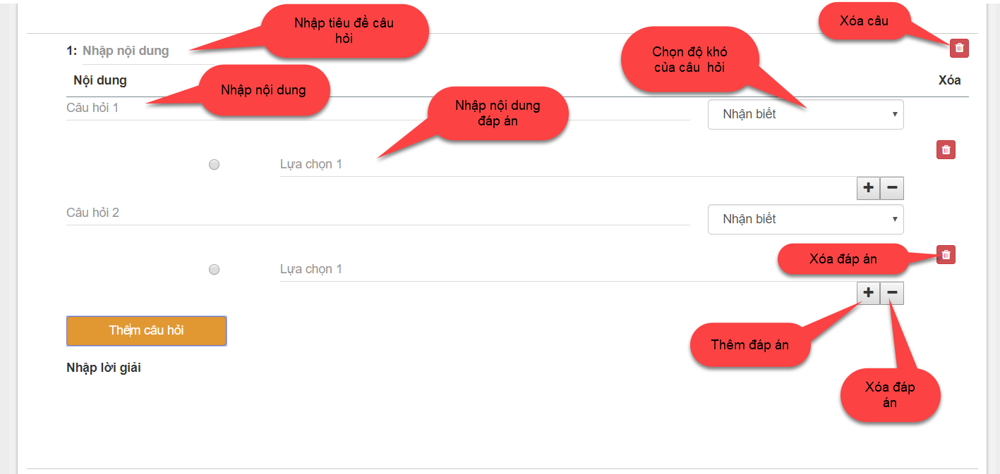 Nhập tiêu đề câu
hỏi
Xóa câu
1: Nhập nội dung
Chọn độ khó
của câu hỏi
Nội dung
Xóa
Nhập nội dung
Câu hỏi 1
Nhập nội dung
đáp án
Nhận biết
Lựa chọn 1
+ −
Câu hỏi 2
Nhận biết
Xóa đáp án
Lựa chọn 1
+ −
Thêm câu hỏi
Thêm đáp án
Nhập lời giải
Xóa đáp
án